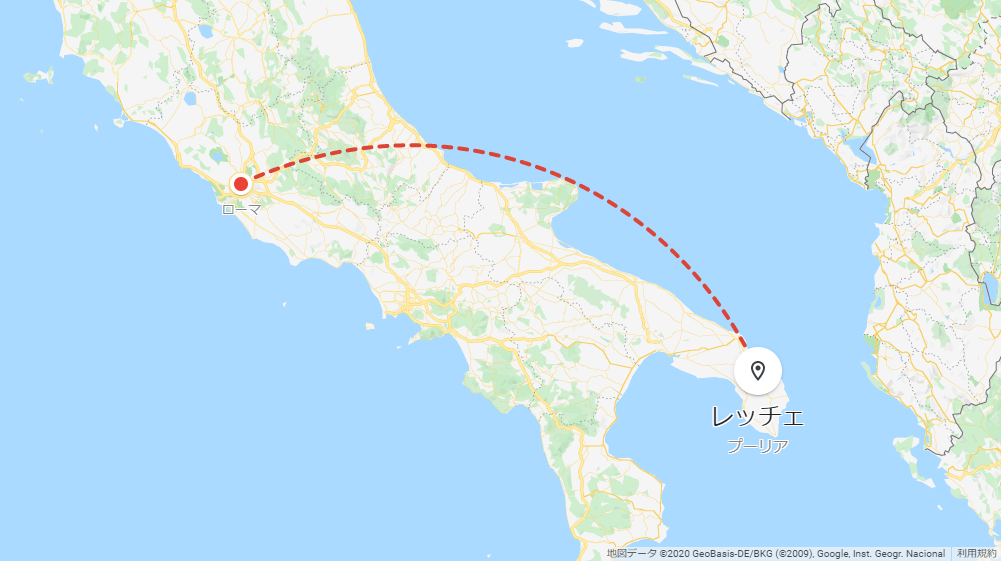 ローマ
レッチェ
プーリア
地図データ ©2020 GeoBasis-DE/BKG (©2009), Google, Inst. Geogr. Nacional 利用規約